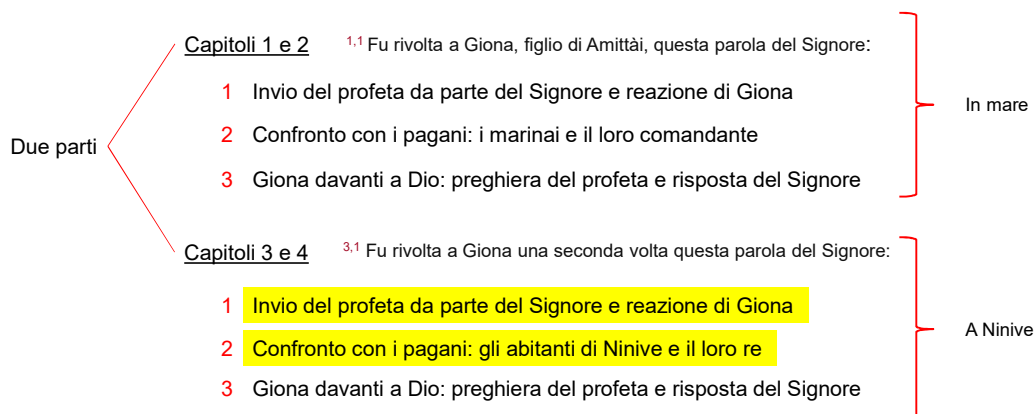 Capitoli 1 e 2 1,1 Fu rivolta a Giona, figlio di Amittài, questa parola del Signore:
1 Invio del profeta da parte del Signore e reazione di Giona
2 Confronto con i pagani: i marinai e il loro comandante
3 Giona davanti a Dio: preghiera del profeta e risposta del Signore
In mare
Due parti
Capitoli 3 e 4 3,1 Fu rivolta a Giona una seconda volta questa parola del Signore:
1 Invio del profeta da parte del Signore e reazione di Giona
2 Confronto con i pagani: gli abitanti di Ninive e il loro re
3 Giona davanti a Dio: preghiera del profeta e risposta del Signore
A Ninive